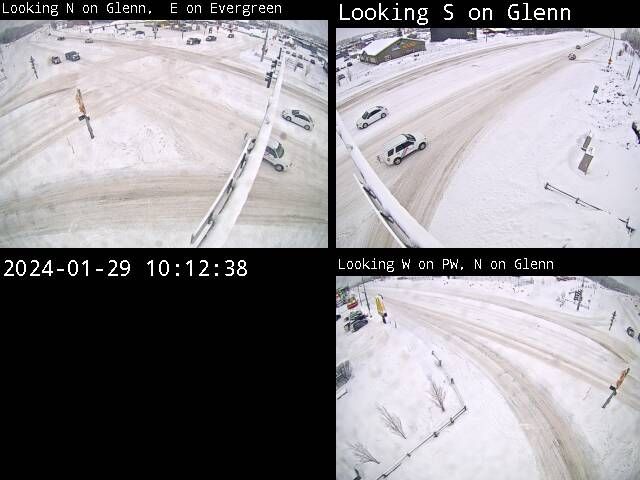 Looking N on Glenn,  E on Evergreen
Looking S on Glenn
2024-01-29 10:12:38
Looking W on PW, N on Glenn